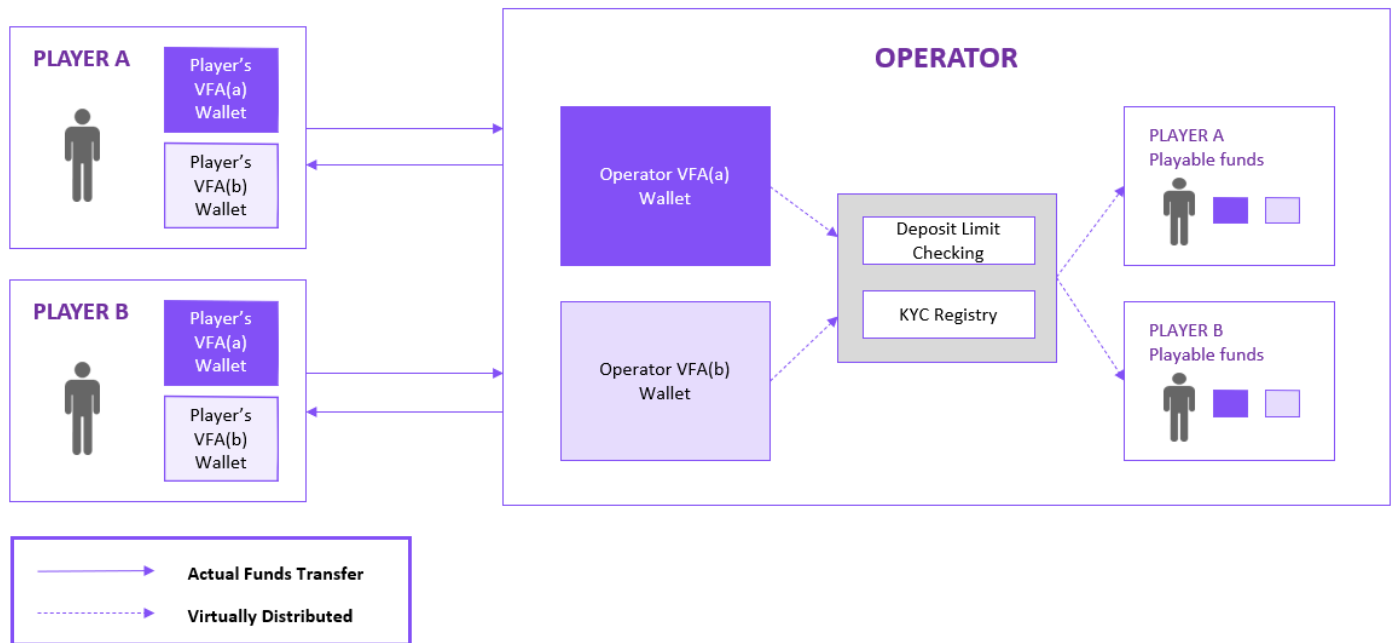 PLAYER A
Player’s
VFA(a)
Wallet
Player’s
VFA(b)
Wallet
PLAYER B
Player’s
VFA(a)
Wallet
Player’s
VFA(b)
Wallet
OPERATOR
Operator VFA(a)
Wallet
Operator VFA(b)
Wallet
Deposit Limit
Checking
KYC Registry
PLAYER A
Playable funds
PLAYER B
Playable funds
Actual Funds Transfer
Virtually Distributed